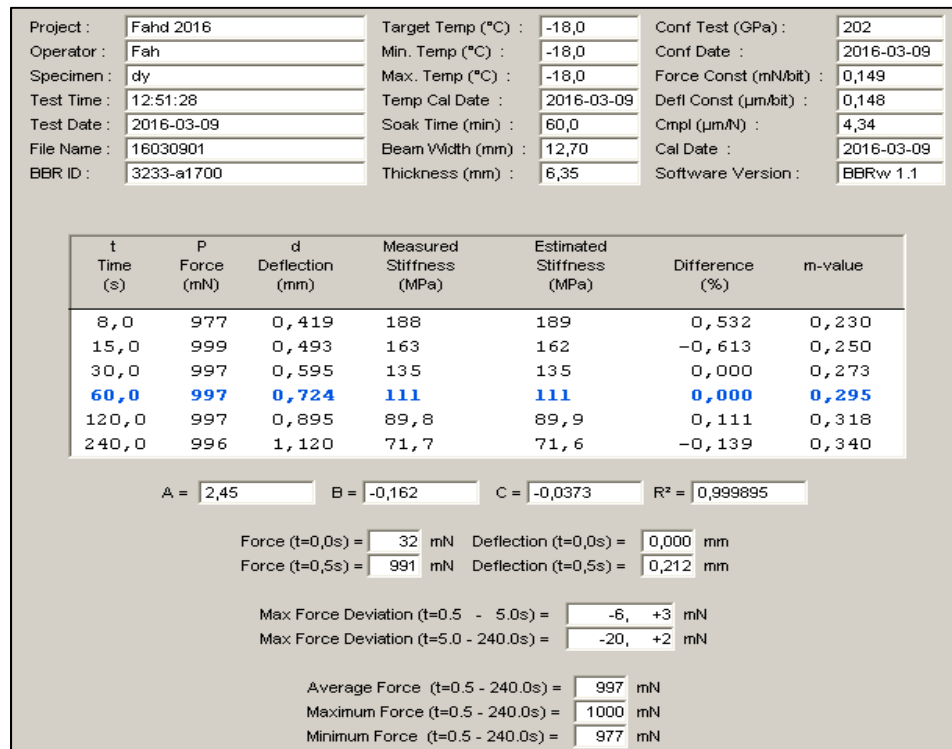 Project : Fahd 2016 Target Temp (°C) : -18,0 Conf Test (GPa) : 202
Operator : Fah Min. Temp (°C) : -18,0 Conf Date : 2016-03-09
Specimen : dy Max. Temp (°C) : -18,0 Force Const (mN/bit) : 0,149
Test Time : 12:51:28 Temp Cal Date : 2016-03-09 Defl Const (µm/bit) : 0,148
Test Date : 2016-03-09 Soak Time (min) : 60,0 Cmpl (µm/N) : 4,34
File Name : 16030901 Beam Width (mm) : 12,70 Cal Date : 2016-03-09
BBR ID : 3233-a1700 Thickness (mm) : 6,35 Software Version : BBRw 1.1
t P d Measured Estimated
Time Force Deflection Stiffness Stiffness Difference m-value
(s) (mN) (mm) (MPa) (MPa) (%)
8,0 977 0,419 188 189 0,532 0,230
15,0 999 0,493 163 162 -0,613 0,250
30,0 997 0,595 135 135 0,000 0,273
60,0 997 0,724 111 111 0,000 0,295
120,0 997 0,895 89,8 89,9 0,111 0,318
240,0 996 1,120 71,7 71,6 -0,139 0,340
A = 2,45 B = -0,162 C = -0,0373 R² = 0,999895
Force (t=0,0s) = 32 mN Deflection (t=0,0s) = 0,000 mm
Force (t=0,5s) = 991 mN Deflection (t=0,5s) = 0,212 mm
Max Force Deviation (t=0.5 - 5.0s) = -6, +3 mN
Max Force Deviation (t=5.0 - 240.0s) = -20, +2 mN
Average Force (t=0.5 - 240.0s) = 997 mN
Maximum Force (t=0.5 - 240.0s) = 1000 mN
Minimum Force (t=0.5 - 240.0s) = 977 mN